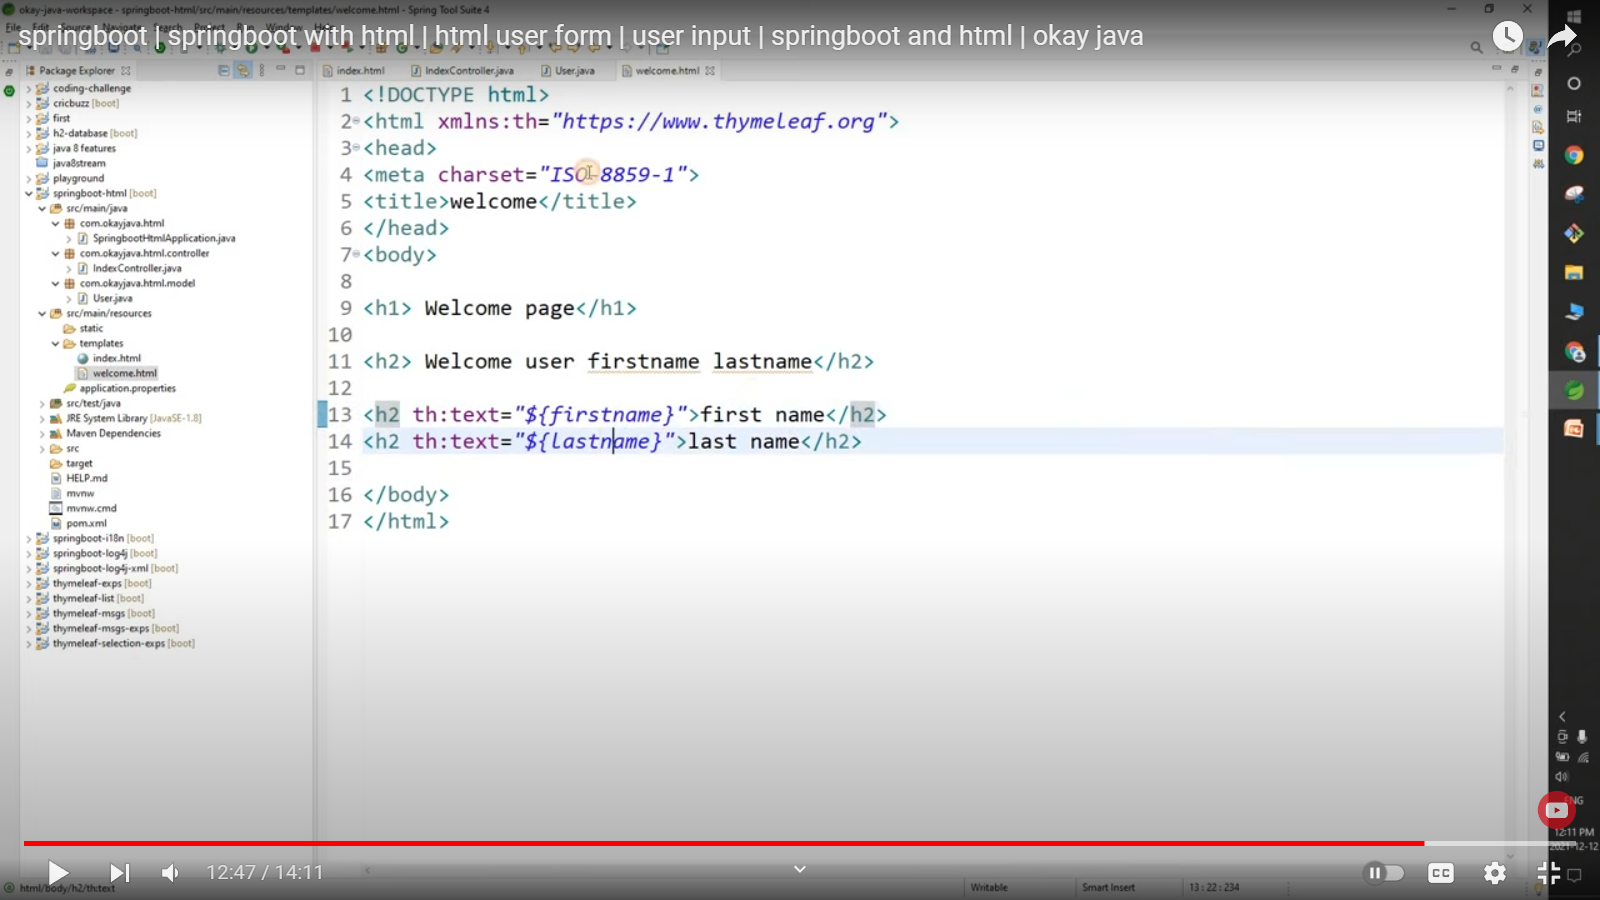 okay-java-workspace - springboot-html/src/main/resources/templates/welcome.html - Spring Tool Suite 4
springboot | springboot with html | html user form | user input | springboot and html | okay java
Package Explorer
index.html
IndexController.java
User.java
welcome.html
coding-challenge
cricbuzz [boot]
first
h2-database [boot]
java 8 features
java8stream
playground
springboot-html [boot]
src/main/java
com.okayjava.html
SpringbootHtmlApplication.java
com.okayjava.html.controller
IndexController.java
com.okayjava.html.model
User.java
src/main/resources
static
templates
index.html
welcome.html
application.properties
src/test/java
JRE System Library [JavaSE-1.8]
Maven Dependencies
src
target
HELP.md
mvnw
mvnw.cmd
pom.xml
springboot-i18n [boot]
springboot-log4j [boot]
springboot-log4j-xml [boot]
thymeleaf-exps [boot]
thymeleaf-list [boot]
thymeleaf-msgs [boot]
thymeleaf-msgs-exps [boot]
thymeleaf-selection-exps [boot]
1 <!DOCTYPE html>
2 <html xmlns:th="https://www.thymeleaf.org">
3 <head>
4 <meta charset="ISO-8859-1">
5 <title>welcome</title>
6 </head>
7 <body>
8
9 <h1> Welcome page</h1>
10
11 <h2> Welcome user firstname lastname</h2>
12
13 <h2 th:text="${firstname}">first name</h2>
14 <h2 th:text="${lastname}">last name</h2>
15
16 </body>
17 </html>
ENG
12:11 PM
2021-12-12
12:47 / 14:11
CC
html/body/h2/th:text
Writable
Smart Insert
13 : 22 : 234